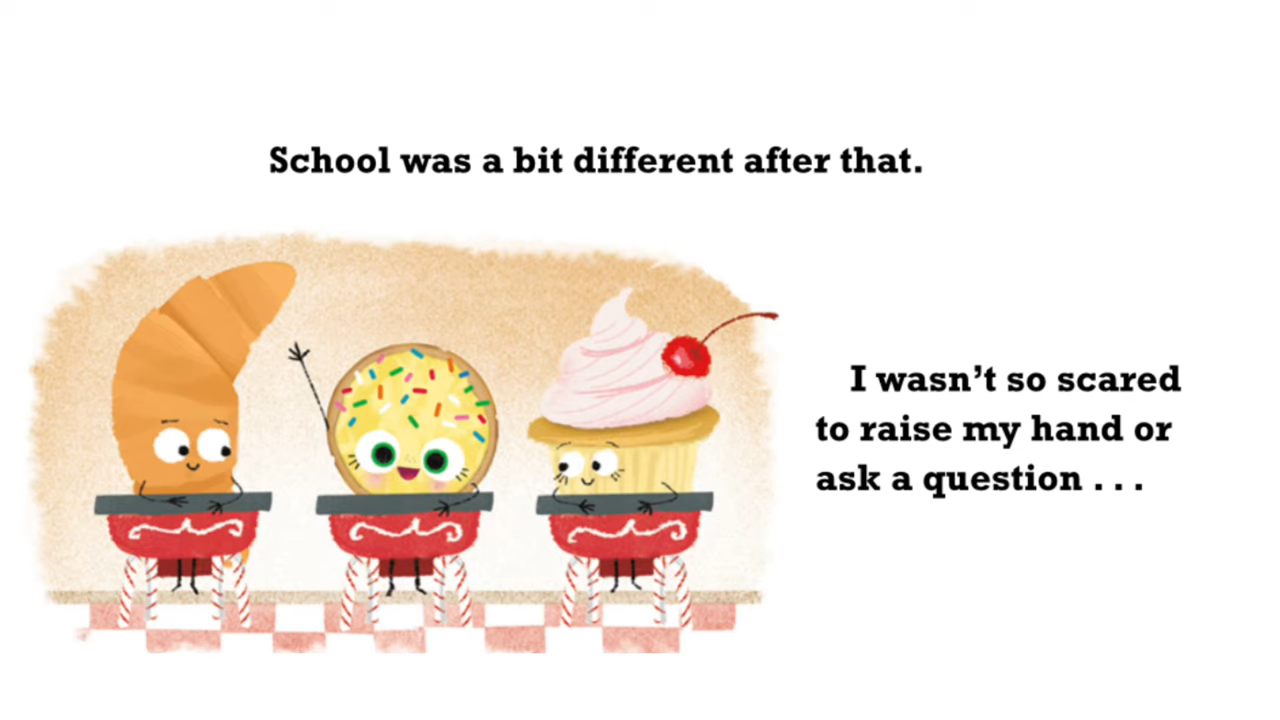 School was a bit different after that.
I wasn’t so scared
to raise my hand or
ask a question . . .